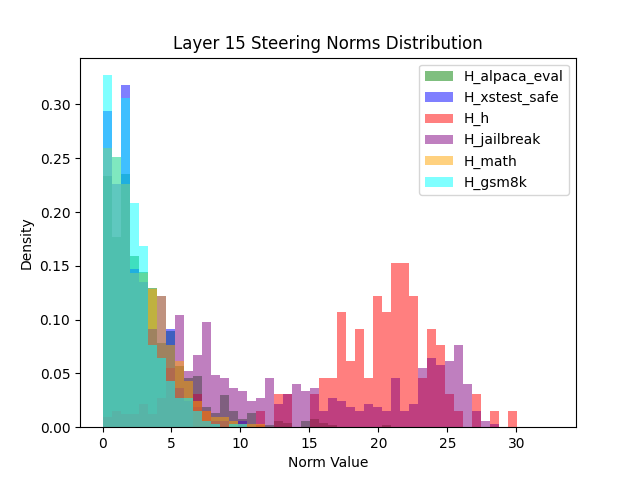 Layer 15 Steering Norms Distribution
H_alpaca_eval
H_xstest_safe
H_h
H_jailbreak
H_math
H_gsm8k
Density
0.30
0.25
0.20
0.15
0.10
0.05
0.00
0 5 10 15 20 25 30
Norm Value